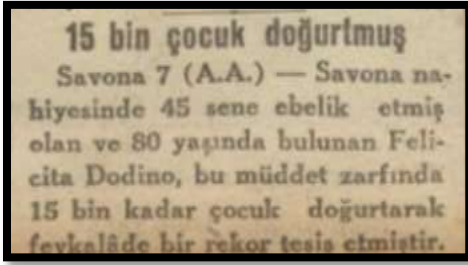 15 bin çocuk doğurtmuş
Savona 7 (A.A.) — Savona na-
hiyesinde 45 sene ebelik etmiş
olan ve 80 yaşında bulunan Feli-
cita Dodino, bu müddet zarfında
15 bin kadar çocuk doğurtarak
fevkalâde bir rekor tesis etmiştir.